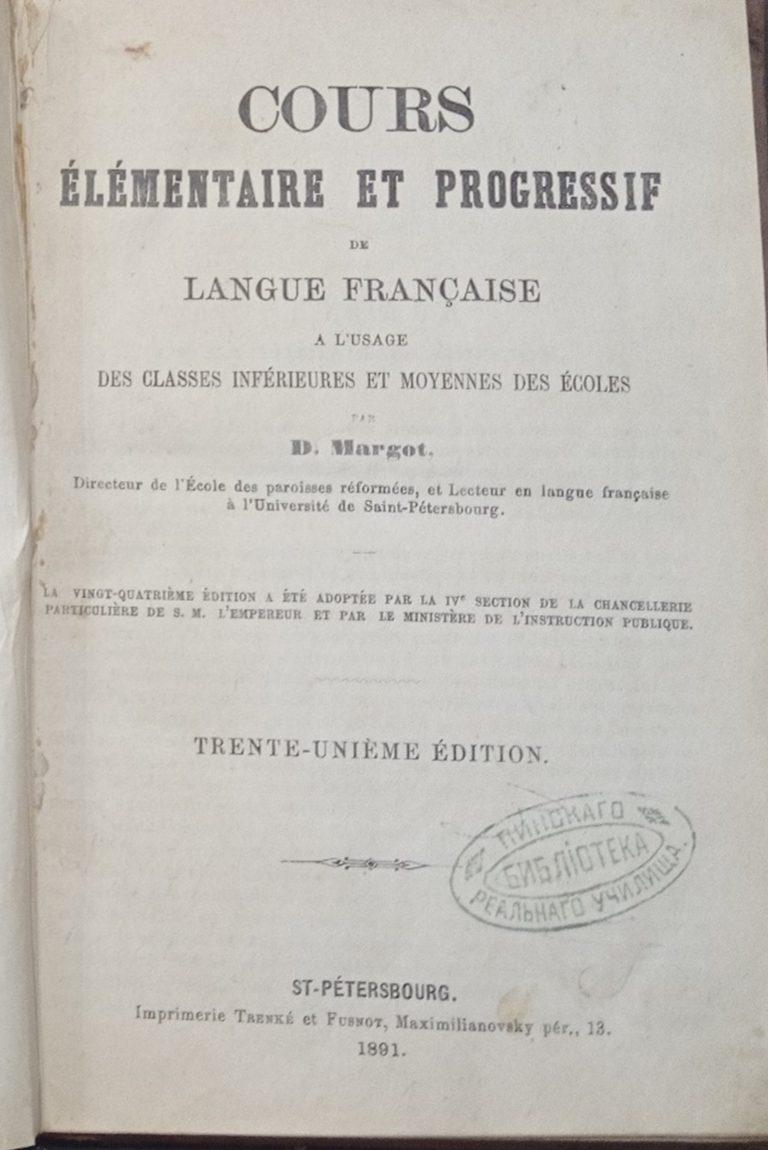 COURS
ÉLÉMENTAIRE ET PROGRESSIF
DE
LANGUE FRANÇAISE
A L'USAGE
DES CLASSES INFÉRIEURES ET MOYENNES DES ÉCOLES
PAR
D. Margot,
Directeur de l'École des paroisses réformées, et Lecteur en langue française
à l'Université de Saint-Pétersbourg.
LA VINGT-QUATRIÈME ÉDITION A ÉTÉ ADOPTÉE PAR LA IVe SECTION DE LA CHANCELLERIE
PARTICULIÈRE DE S. M. L'EMPEREUR ET PAR LE MINISTÈRE DE L'INSTRUCTION PUBLIQUE.
TRENTE-UNIÈME ÉDITION.
ПИНСКАГО
БИБЛІОТЕКА
РЕАЛЬНАГО УЧИЛИЩА.
ST-PÉTERSBOURG.
Imprimerie TRENKÉ et FUSNOT, Maximilianovsky pér., 13.
1891.